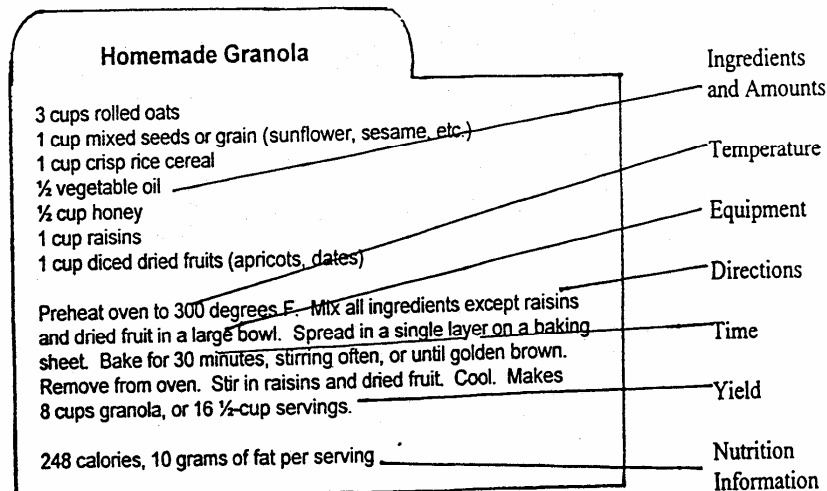 Homemade Granola
3 cups rolled oats
1 cup mixed seeds or grain (sunflower, sesame, etc.)
1 cup crisp rice cereal
½ vegetable oil
½ cup honey
1 cup raisins
1 cup diced dried fruits (apricots, dates)
Preheat oven to 300 degrees F. Mix all ingredients except raisins
and dried fruit in a large bowl. Spread in a single layer on a baking
sheet. Bake for 30 minutes, stirring often, or until golden brown.
Remove from oven. Stir in raisins and dried fruit. Cool. Makes
8 cups granola, or 16 ½-cup servings.
248 calories, 10 grams of fat per serving
Ingredients
and Amounts
Temperature
Equipment
Directions
Time
Yield
Nutrition
Information